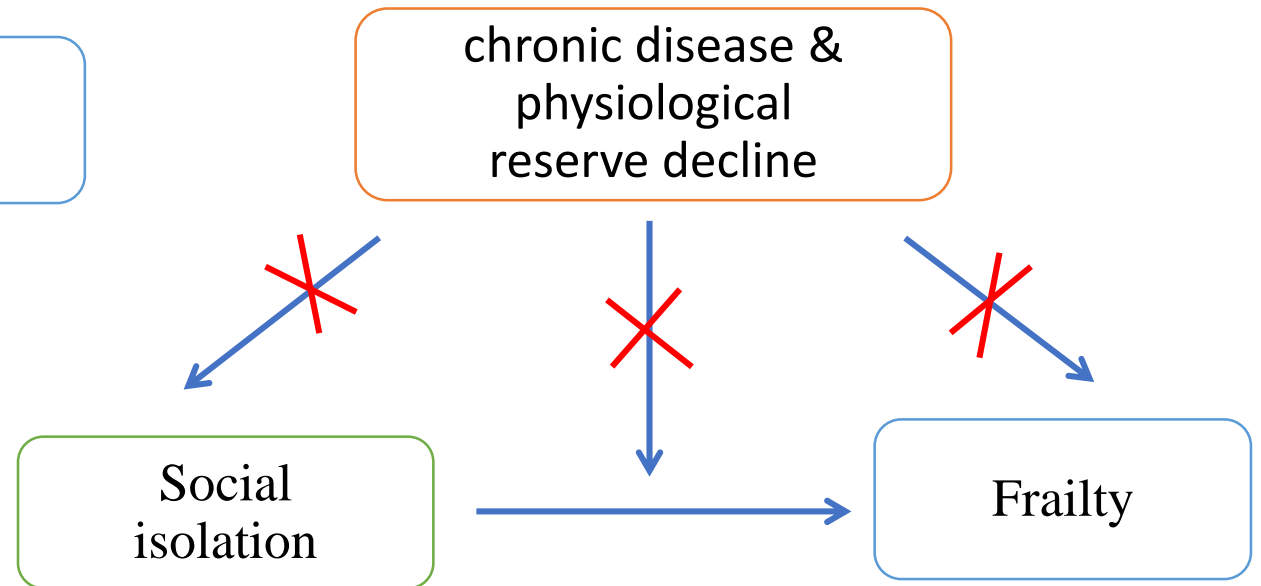 chronic disease &
physiological
reserve decline
Social
isolation
Frailty